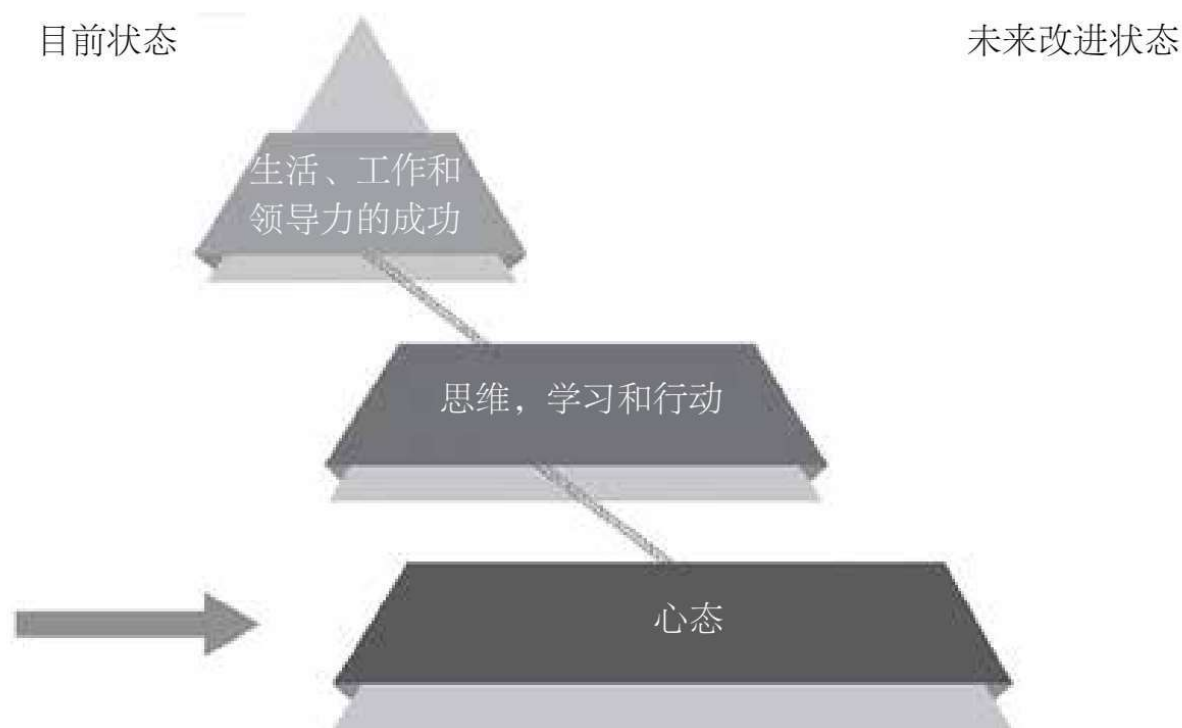 目前状态
未来改进状态
生活、工作和
领导力的成功
思维，学习和行动
心态